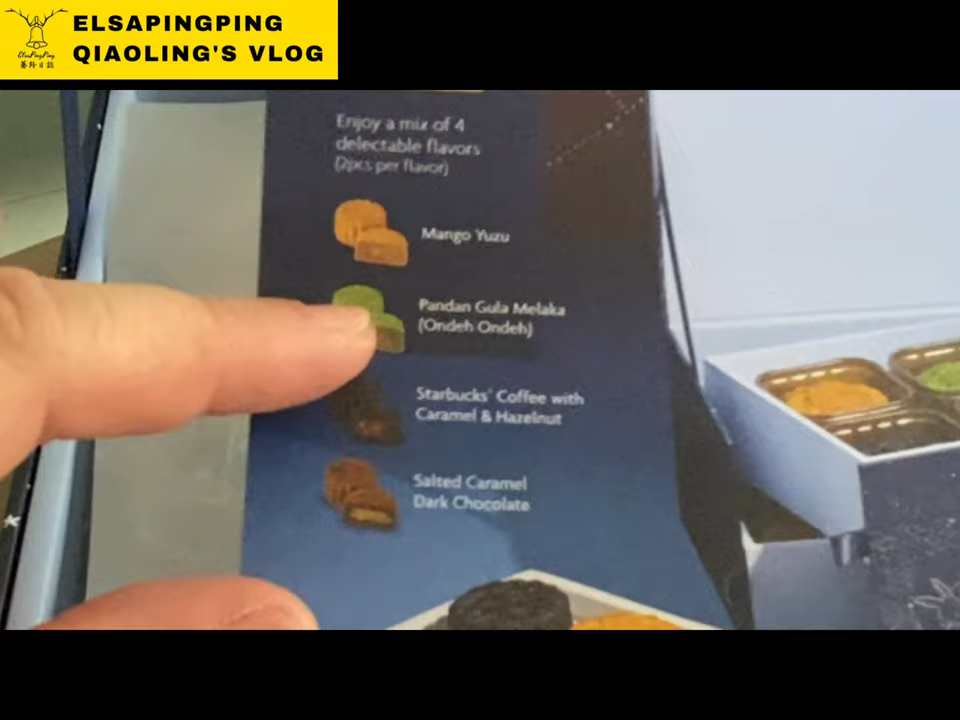 ELSAPINGPING
QIAOLING'S VLOG
ElsaPingPing
Enjoy a mix of 4
delectable flavors
(2pcs per flavor)
Mango Yuzu
Pandan Gula Melaka
(Ondeh Ondeh)
Starbucks' Coffee with
Caramel & Hazelnut
Salted Caramel
Dark Chocolate